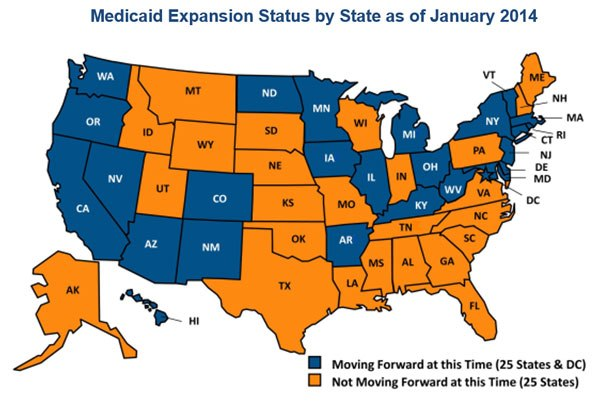 Medicaid Expansion Status by State as of January 2014
WA
MT
ND
MN
VT
ME
NH
OR
ID
SD
WI
MI
NY
MA
WY
RI
CT
PA
NJ
NE
IA
OH
DE
NV
UT
CO
IL
IN
WV
VA
MD
CA
KS
MO
KY
DC
NC
TN
AZ
NM
OK
AR
SC
MS
AL
GA
TX
LA
AK
FL
HI
Moving Forward at this Time (25 States & DC)
Not Moving Forward at this Time (25 States)